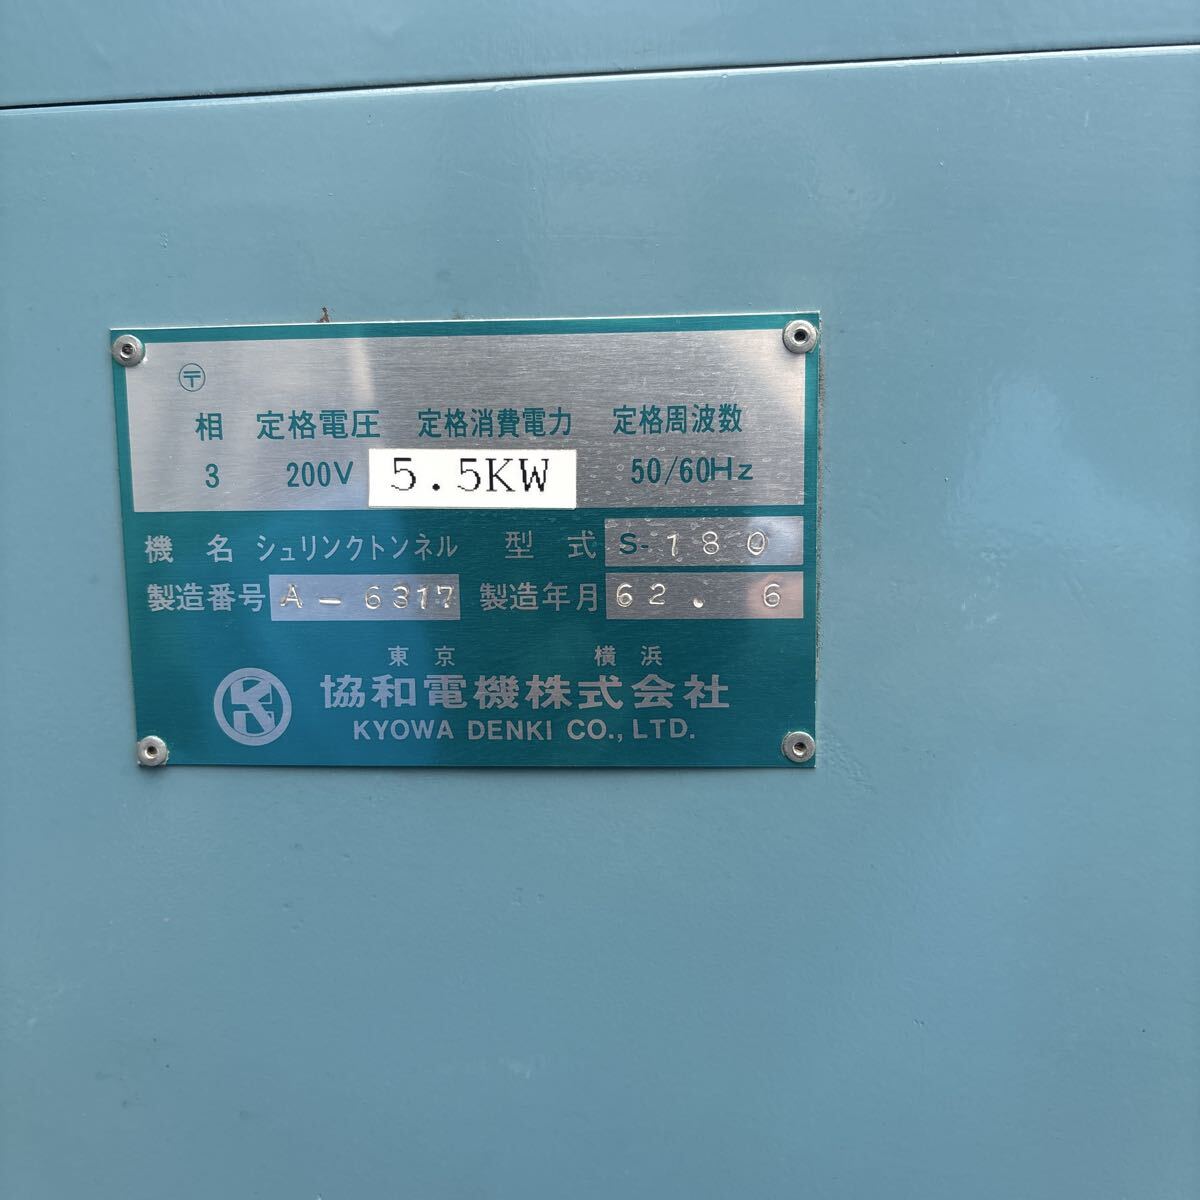 〒
相 定格電圧 定格消費電力 定格周波数
3 200V 5.5KW 50/60Hz
機名 シュリンクトンネル 型式 S-180
製造番号 A-6317 製造年月 62. 6
東京 横浜
協和電機株式会社
KYOWA DENKI CO., LTD.